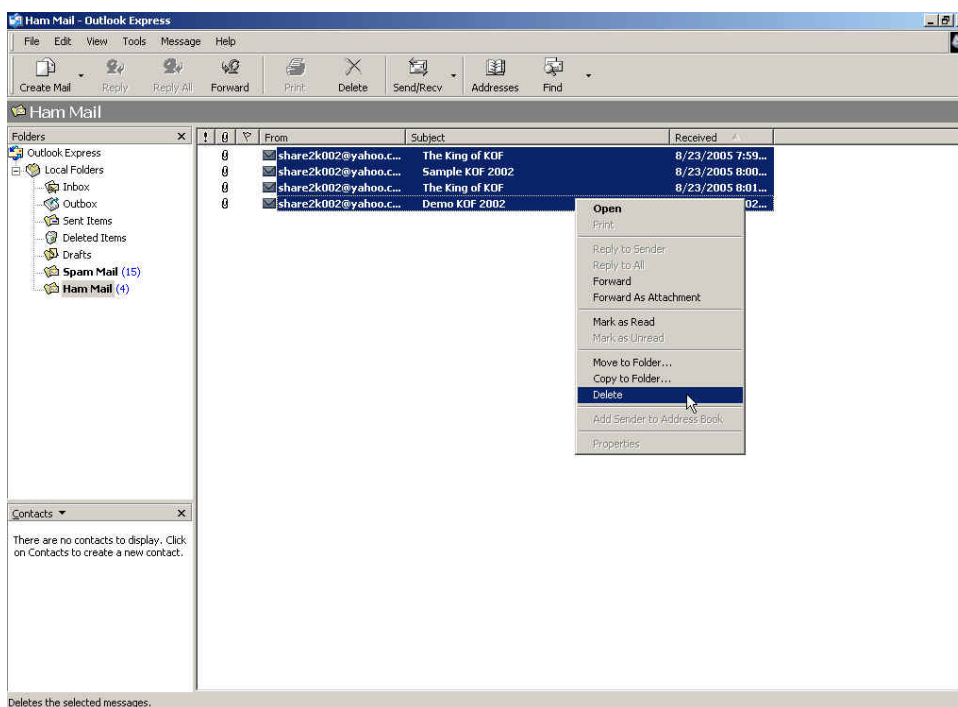 Ham Mail - Outlook Express
File Edit View Tools Message Help
Create Mail Reply Reply All Forward Print Delete Send/Recv Addresses Find
Ham Mail
Folders
Outlook Express
Local Folders
Inbox
Outbox
Sent Items
Deleted Items
Drafts
Spam Mail (15)
Ham Mail (4)
! From Subject Received
share2k002@yahoo.c... The King of KOF 8/23/2005 7:59...
share2k002@yahoo.c... Sample KOF 2002 8/23/2005 8:00...
share2k002@yahoo.c... The King of KOF 8/23/2005 8:01...
share2k002@yahoo.c... Demo KOF 2002 02...
Open
Print
Reply to Sender
Reply to All
Forward
Forward As Attachment
Mark as Read
Mark as Unread
Move to Folder...
Copy to Folder...
Delete
Add Sender to Address Book
Properties
Contacts
There are no contacts to display. Click
on Contacts to create a new contact.
Deletes the selected messages.